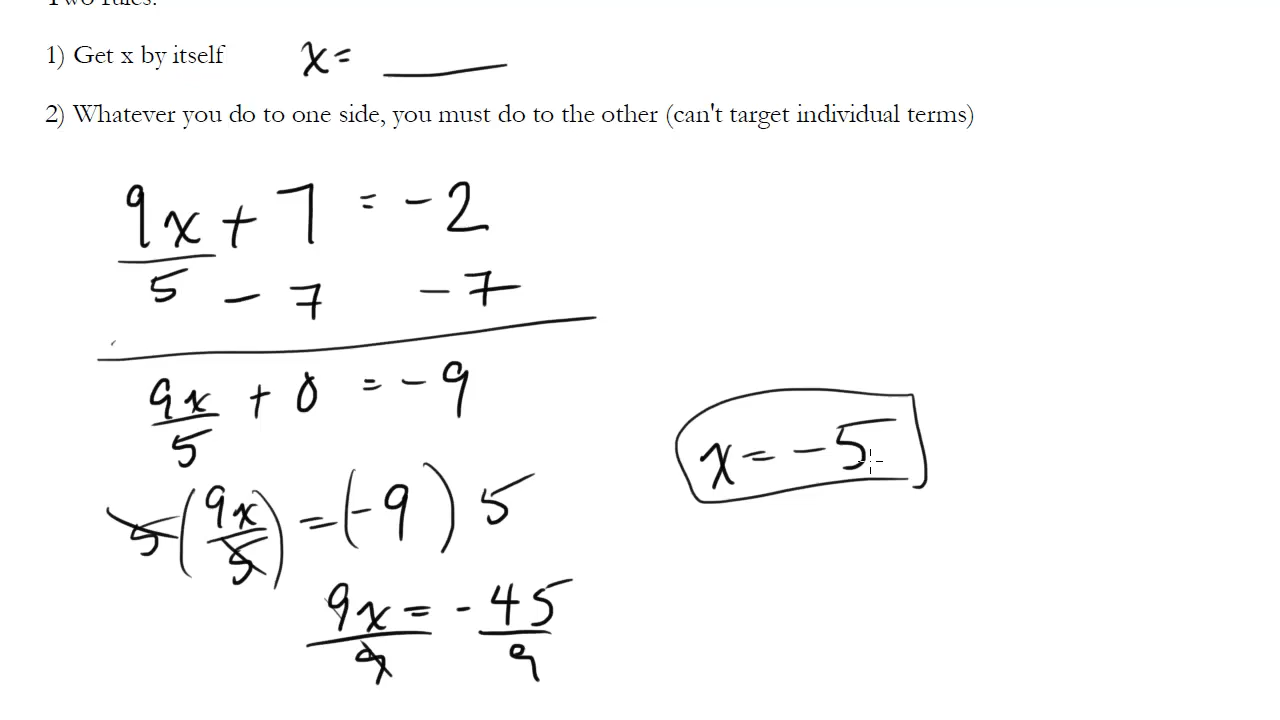 Two rules:
1) Get x by itself x = ____
2) Whatever you do to one side, you must do to the other (can't target individual terms)
9x/5 + 7 = -2
- 7 -7
9x/5 + 0 = -9
5(9x/5) = (-9)5
x = -5
9x/9 = -45/9